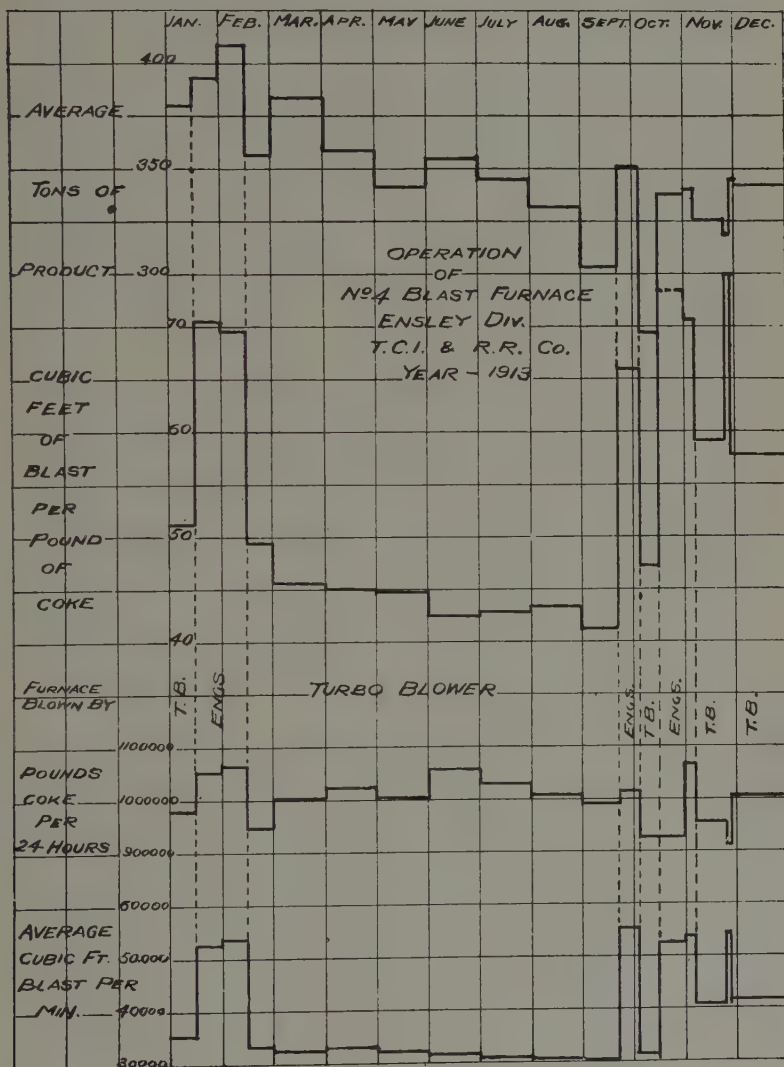 JAN. FEB. MAR. APR. MAY JUNE JULY AUG. SEPT. OCT. NOV. DEC.
400
AVERAGE
350
TONS OF
PRODUCT 300
OPERATION
OF
No 4 BLAST FURNACE
ENSLEY DIV.
T.C.I. & R.R. Co.
YEAR - 1913
70
CUBIC
FEET
OF
60
BLAST
PER
POUND
50
OF
COKE
40
FURNACE
BLOWN BY
T.B. ENGS. TURBO BLOWER ENGS. T.B. ENGS. T.B. T.B.
1100000
POUNDS
COKE 1000000
PER
24 HOURS 900000
60000
AVERAGE
CUBIC FT. 50000
BLAST PER
MIN. 40000
30000